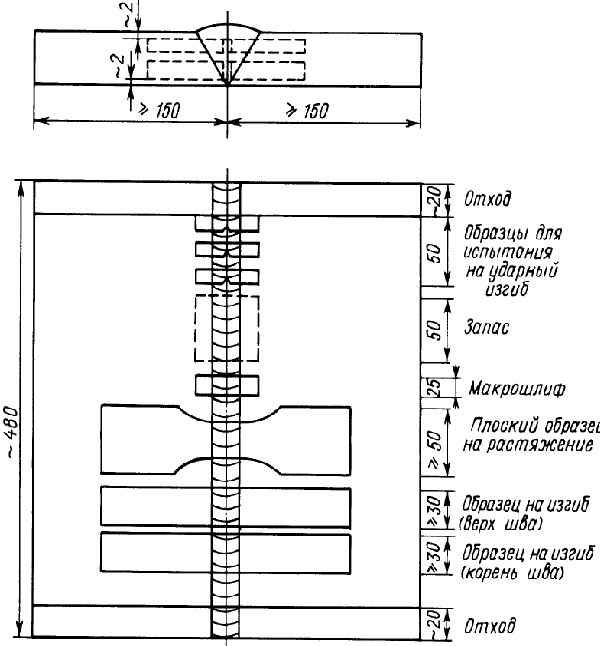 ~2
~2
⩾ 150
⩾ 150
~20
Отход
50
Образцы для
испытания
на ударный
изгиб
50
Запас
25
Макрошлиф
~480
⩾50
Плоский образец
на растяжение
⩾30
Образец на изгиб
(верх шва)
⩾30
Образец на изгиб
(корень шва)
~20
Отход